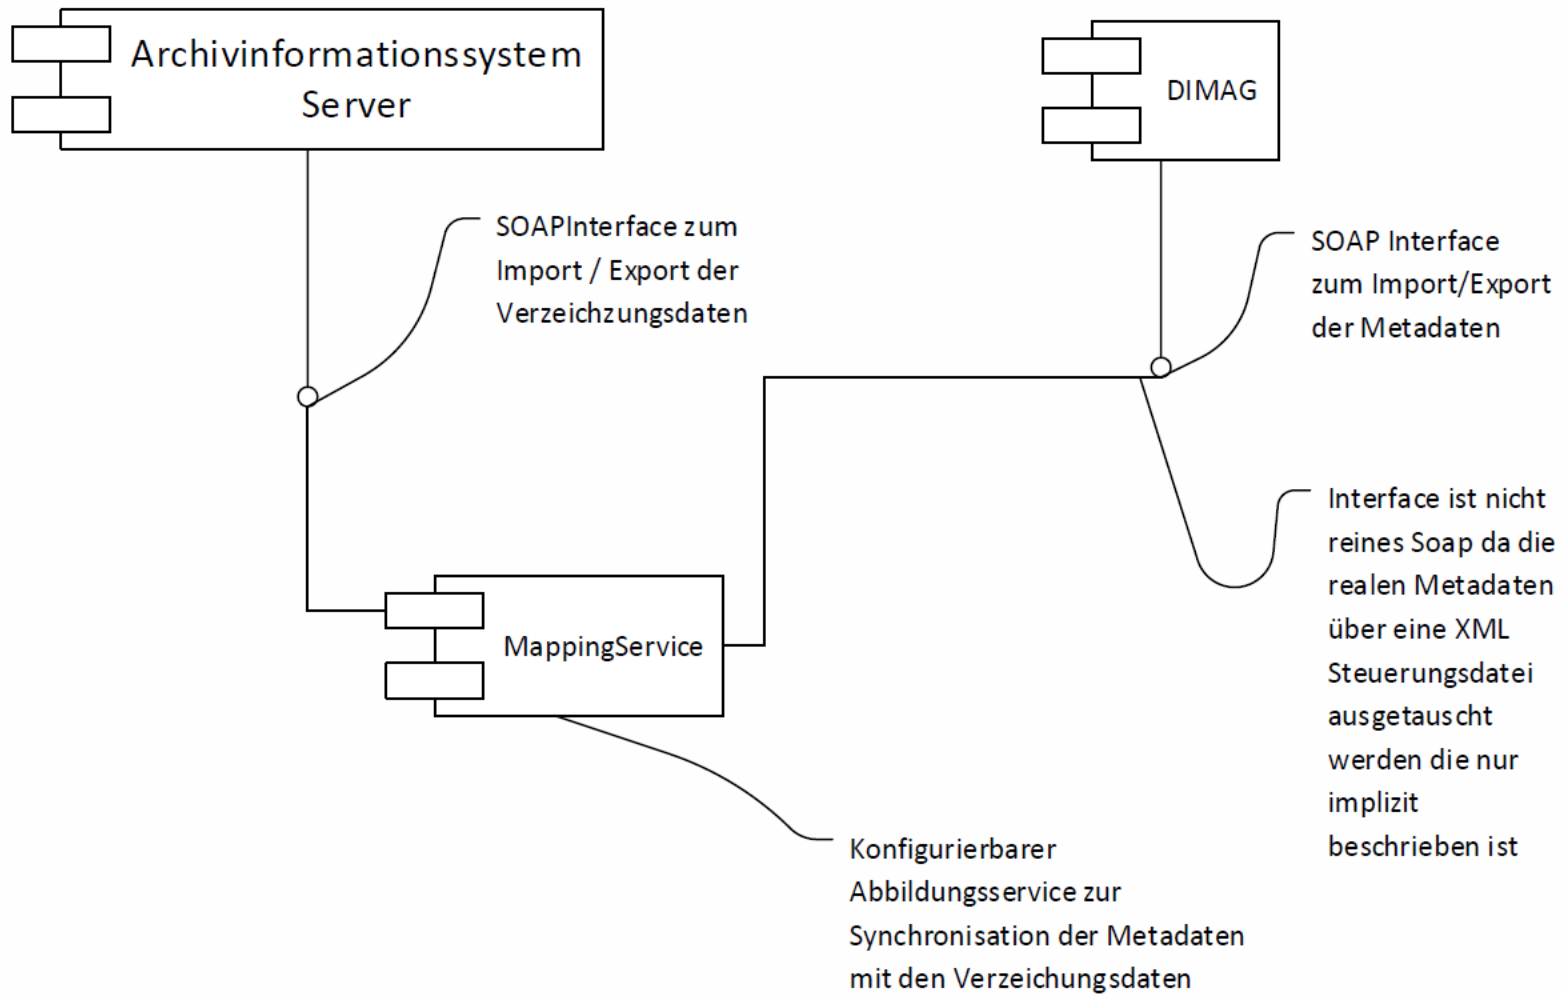 Archivinformationssystem
Server
DIMAG
SOAPInterface zum
Import / Export der
Verzeichzungsdaten
SOAP Interface
zum Import/Export
der Metadaten
Interface ist nicht
reines Soap da die
realen Metadaten
über eine XML
Steuerungsdatei
ausgetauscht
werden die nur
implizit
beschrieben ist
MappingService
Konfigurierbarer
Abbildungsservice zur
Synchronisation der Metadaten
mit den Verzeichungsdaten